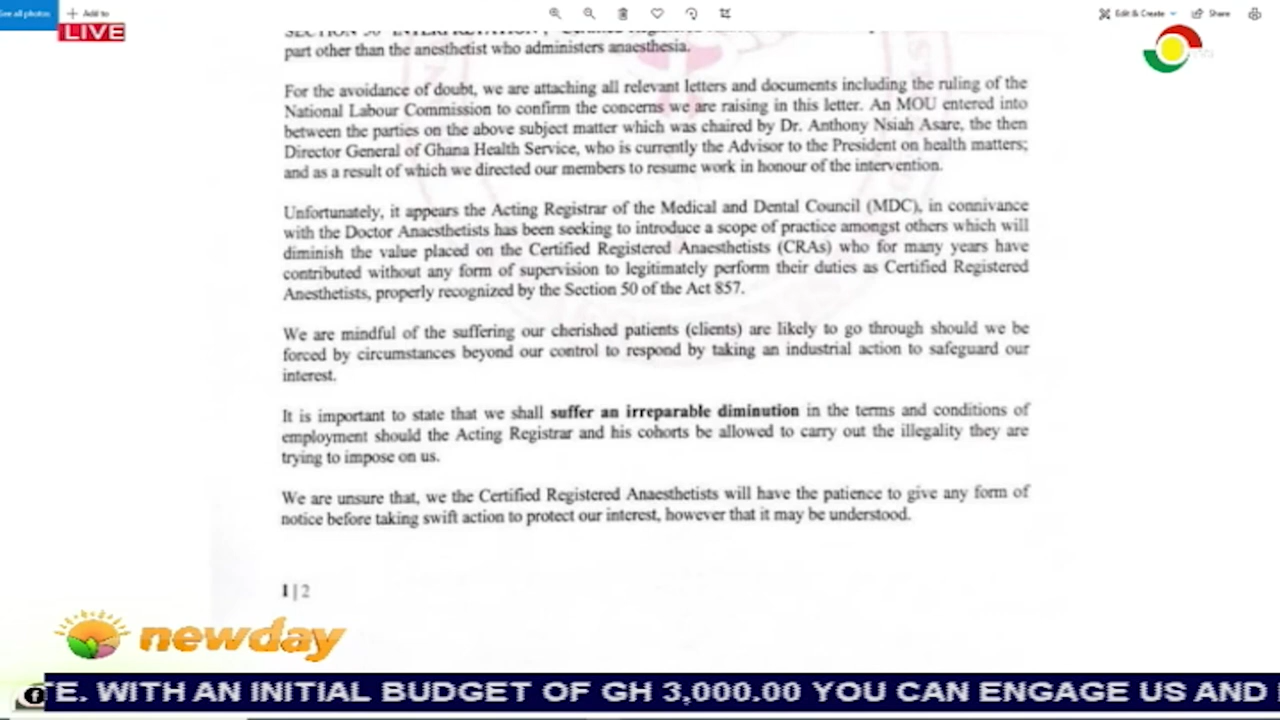 See all photos
Add to
Edit & Create
Share
LIVE
part other than the anesthetist who administers anaesthesia.
For the avoidance of doubt, we are attaching all relevant letters and documents including the ruling of the
National Labour Commission to confirm the concerns we are raising in this letter. An MOU entered into
between the parties on the above subject matter which was chaired by Dr. Anthony Nsiah Asare, the then
Director General of Ghana Health Service, who is currently the Advisor to the President on health matters;
and as a result of which we directed our members to resume work in honour of the intervention.
Unfortunately, it appears the Acting Registrar of the Medical and Dental Council (MDC), in connivance
with the Doctor Anaesthetists has been seeking to introduce a scope of practice amongst others which will
diminish the value placed on the Certified Registered Anaesthetists (CRAs) who for many years have
contributed without any form of supervision to legitimately perform their duties as Certified Registered
Anesthetists, properly recognized by the Section 50 of the Act 857.
We are mindful of the suffering our cherished patients (clients) are likely to go through should we be
forced by circumstances beyond our control to respond by taking an industrial action to safeguard our
interest.
It is important to state that we shall suffer an irreparable diminution in the terms and conditions of
employment should the Acting Registrar and his cohorts be allowed to carry out the illegality they are
trying to impose on us.
We are unsure that, we the Certified Registered Anaesthetists will have the patience to give any form of
notice before taking swift action to protect our interest, however that it may be understood.
1 | 2
newday
TE. WITH AN INITIAL BUDGET OF GH 3,000.00 YOU CAN ENGAGE US AND